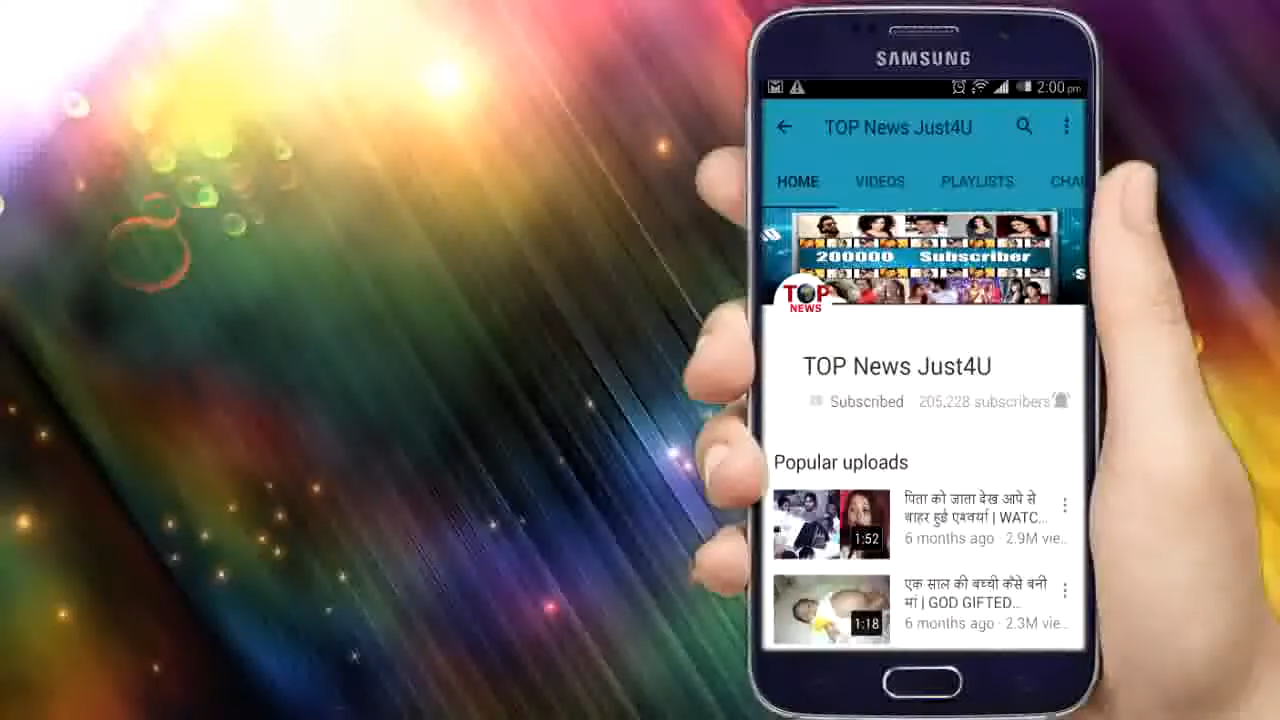 SAMSUNG
2:00 pm
TOP News Just4U
HOME VIDEOS PLAYLISTS CHA
200000 Subscriber
TOP
NEWS
TOP News Just4U
Subscribed 205,228 subscribers
Popular uploads
पिता को जाता देख आपे से
बाहर हुई एश्वर्या | WATC...
6 months ago · 2.9M vie..
1:52
एक साल की बच्ची कैसे बनी
मां | GOD GIFTED...
6 months ago · 2.3M vie..
1:18